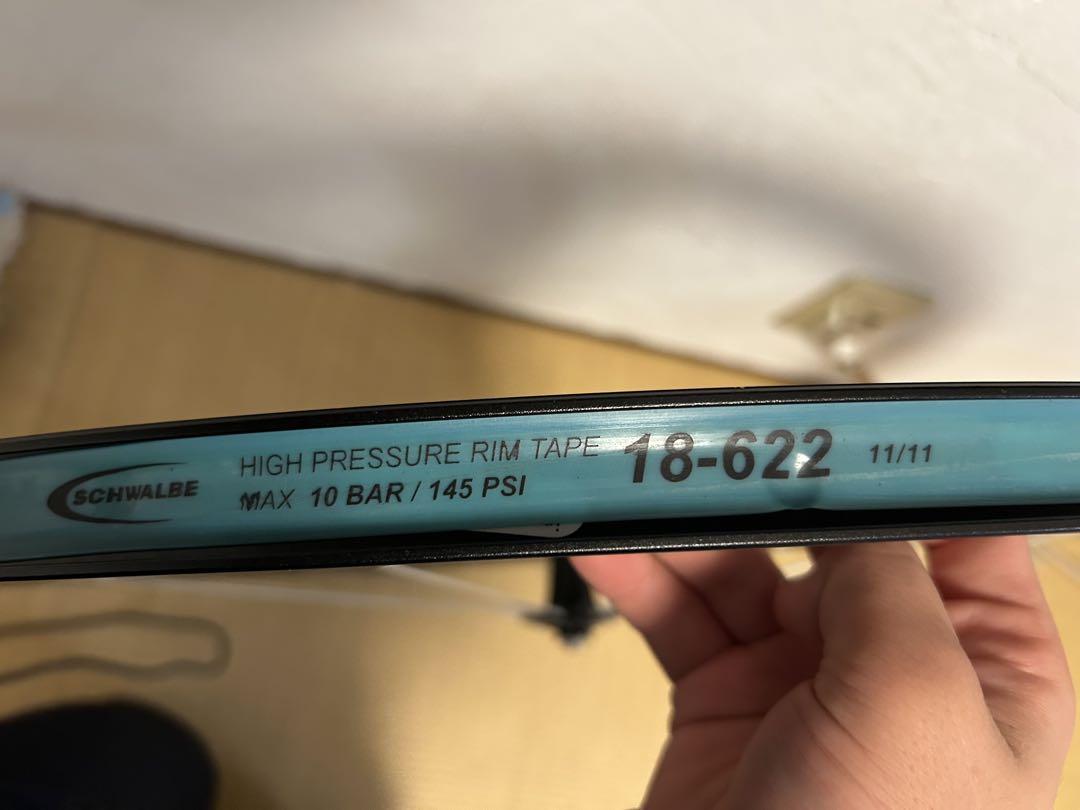 SCHWALBE
HIGH PRESSURE RIM TAPE
MAX 10 BAR / 145 PSI
18-622
11/11